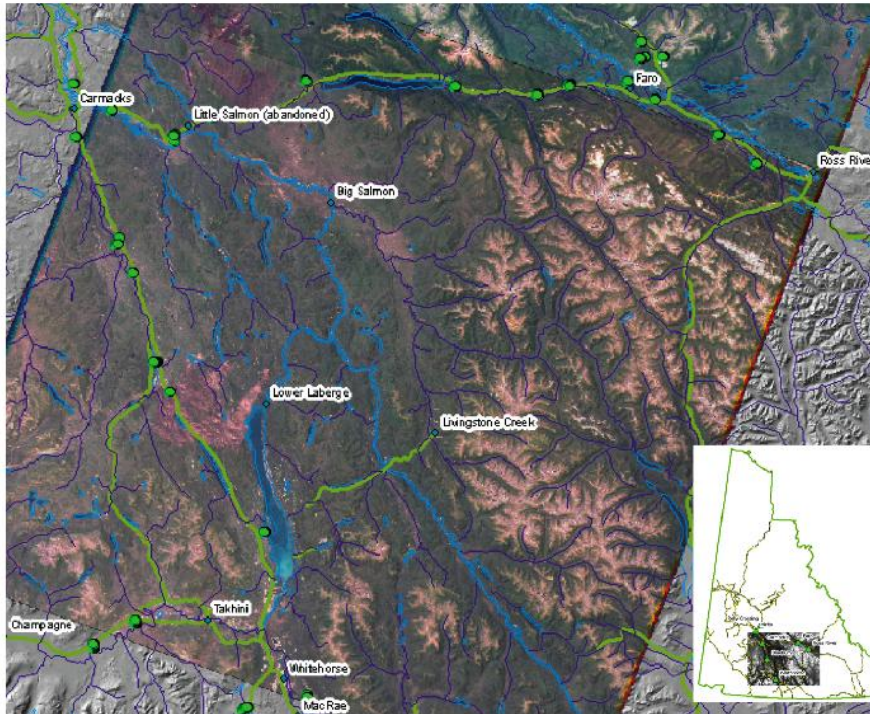 Faro
Carmacks
Little Salmon (abandoned)
Ross River
Big Salmon
Lower Laberge
Livingstone Creek
Takhini
Champagne
Whitehorse
MacRae